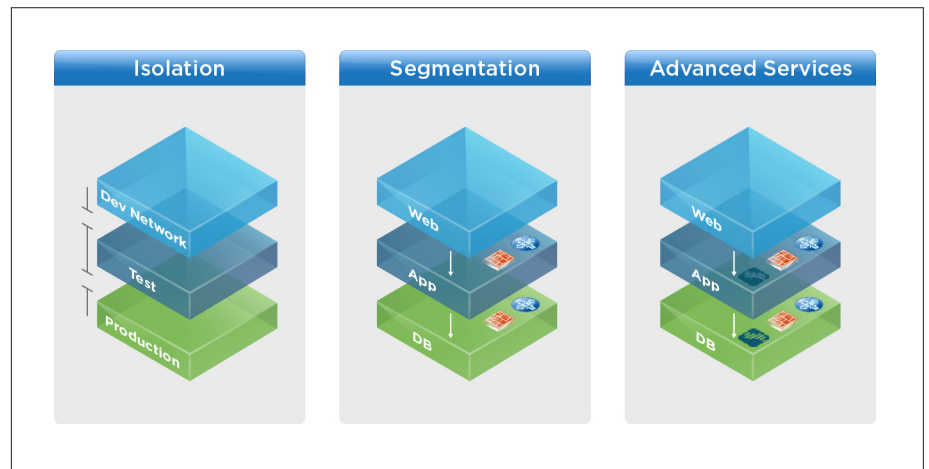 Isolation
Dev Network
Test
Production
Segmentation
Web
App
DB
Advanced Services
Web
App
DB